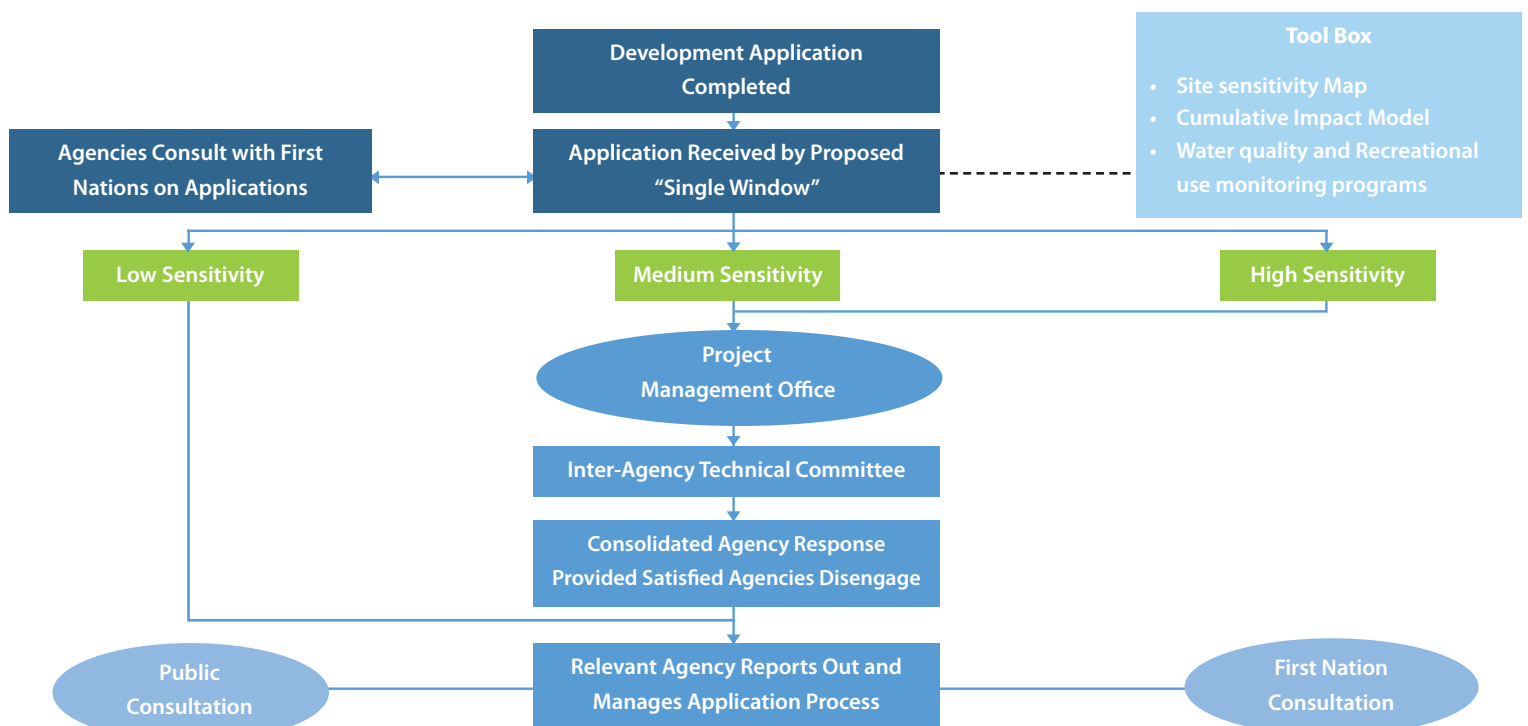 Development Application
Completed
Tool Box
• Site sensitivity Map
• Cumulative Impact Model
• Water quality and Recreational
use monitoring programs
Agencies Consult with First
Nations on Applications
Application Received by Proposed
“Single Window”
Low Sensitivity
Medium Sensitivity
High Sensitivity
Project
Management Office
Inter-Agency Technical Committee
Consolidated Agency Response
Provided Satisfied Agencies Disengage
Public
Consultation
Relevant Agency Reports Out and
Manages Application Process
First Nation
Consultation